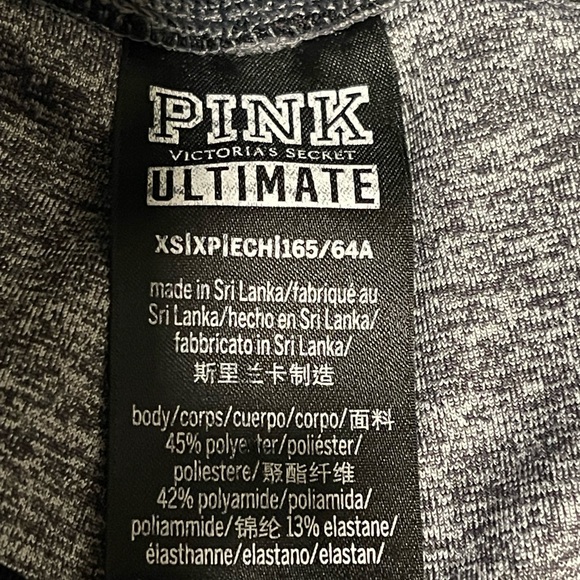 PINK
VICTORIA'S SECRET
ULTIMATE
XS|XP|ECH|165/64A
made in Sri Lanka/fabriqué au
Sri Lanka/hecho en Sri Lanka/
fabbricato in Sri Lanka/
斯里兰卡制造
body/corps/cuerpo/corpo/面料
45% polyester/poliéster/
poliestere/聚酯纤维
42% polyamide/poliamida/
poliammide/锦纶 13% elastane/
élasthanne/elastano/elastan/